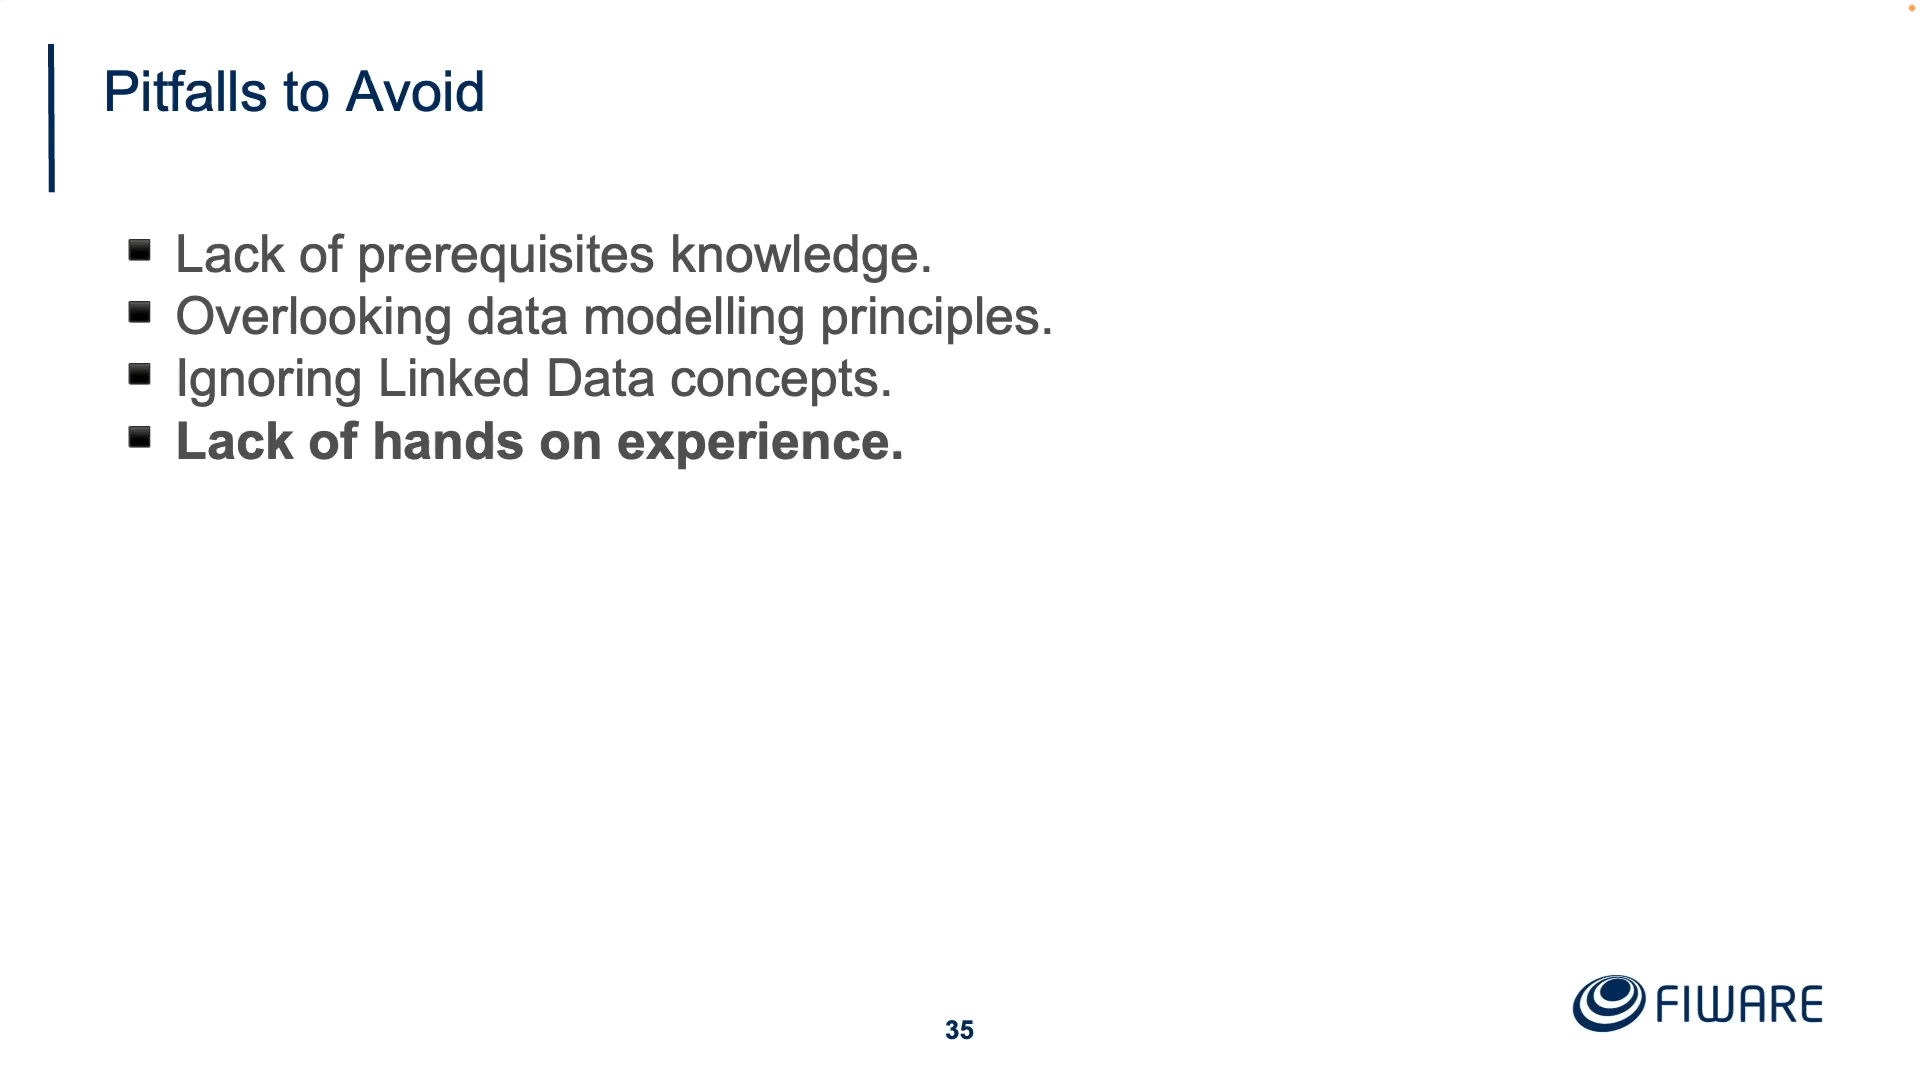 Pitfalls to Avoid
Lack of prerequisites knowledge.
Overlooking data modelling principles.
Ignoring Linked Data concepts.
Lack of hands on experience.
FIWARE
35